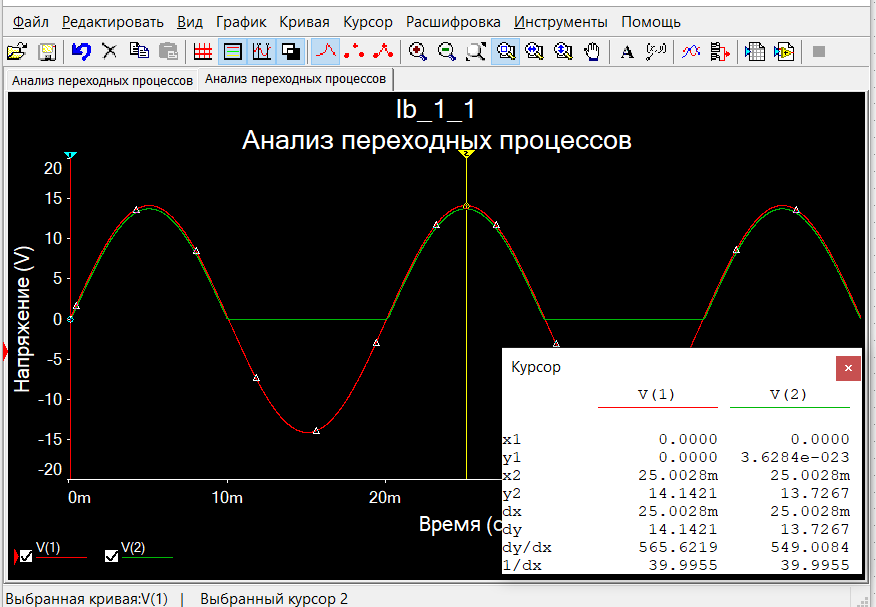 Файл Редактировать Вид График Кривая Курсор Расшифровка Инструменты Помощь
A
Анализ переходных процессов Анализ переходных процессов
lb_1_1
Анализ переходных процессов
1
2
Напряжение (V)
20
15
10
5
0
-5
-10
-15
-20
0m 10m 20m
Время (с
V(1) V(2)
Курсор
V(1) V(2)
x1 0.0000 0.0000
y1 0.0000 3.6284e-023
x2 25.0028m 25.0028m
y2 14.1421 13.7267
dx 25.0028m 25.0028m
dy 14.1421 13.7267
dy/dx 565.6219 549.0084
1/dx 39.9955 39.9955
Выбранная кривая:V(1) | Выбранный курсор 2